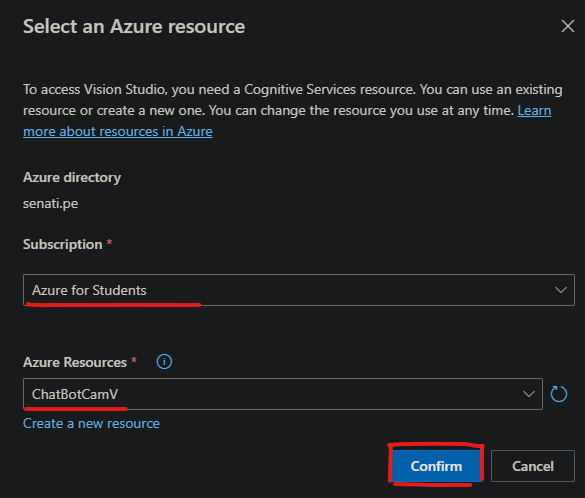 Select an Azure resource
To access Vision Studio, you need a Cognitive Services resource. You can use an existing
resource or create a new one. You can change the resource you use at any time. Learn
more about resources in Azure
Azure directory
senati.pe
Subscription *
Azure for Students
Azure Resources *
ChatBotCamV
Create a new resource
Confirm Cancel